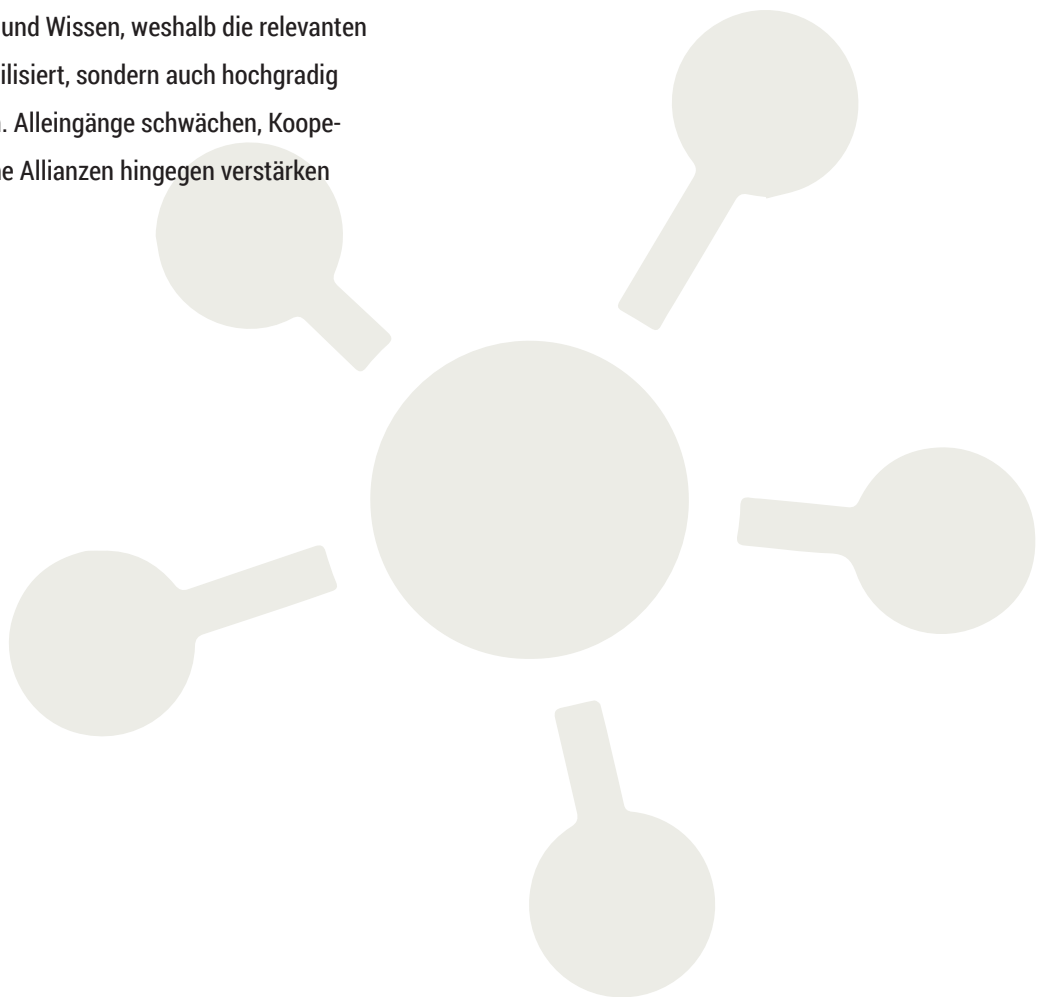 und Wissen, weshalb die relevanten
ilisiert, sondern auch hochgradig
. Alleingänge schwächen, Koope-
e Allianzen hingegen verstärken